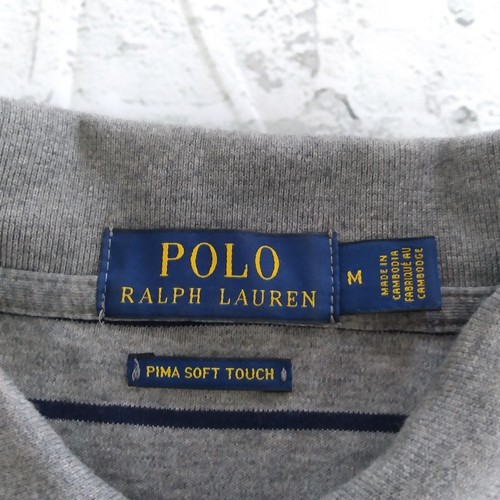 POLO
RALPH LAUREN
M
MADE IN
CAMBODIA
FABRIQUÉ AU
CAMBODGE
PIMA SOFT TOUCH